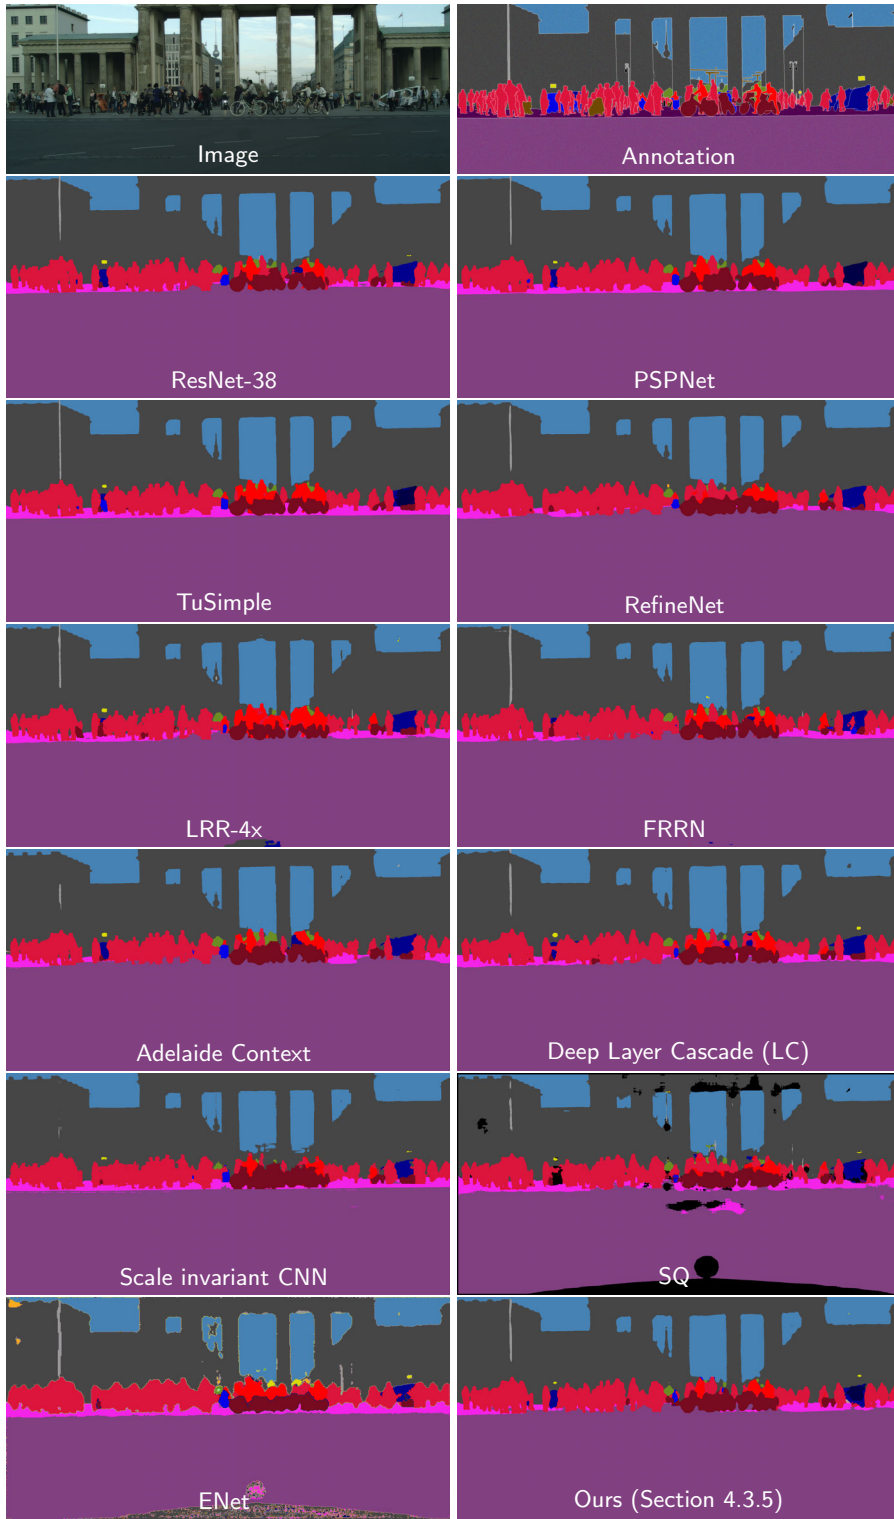 Image
Annotation
ResNet-38
PSPNet
TuSimple
RefineNet
LRR-4x
FRRN
Adelaide Context
Deep Layer Cascade (LC)
Scale invariant CNN
SQ
ENet
Ours (Section 4.3.5)